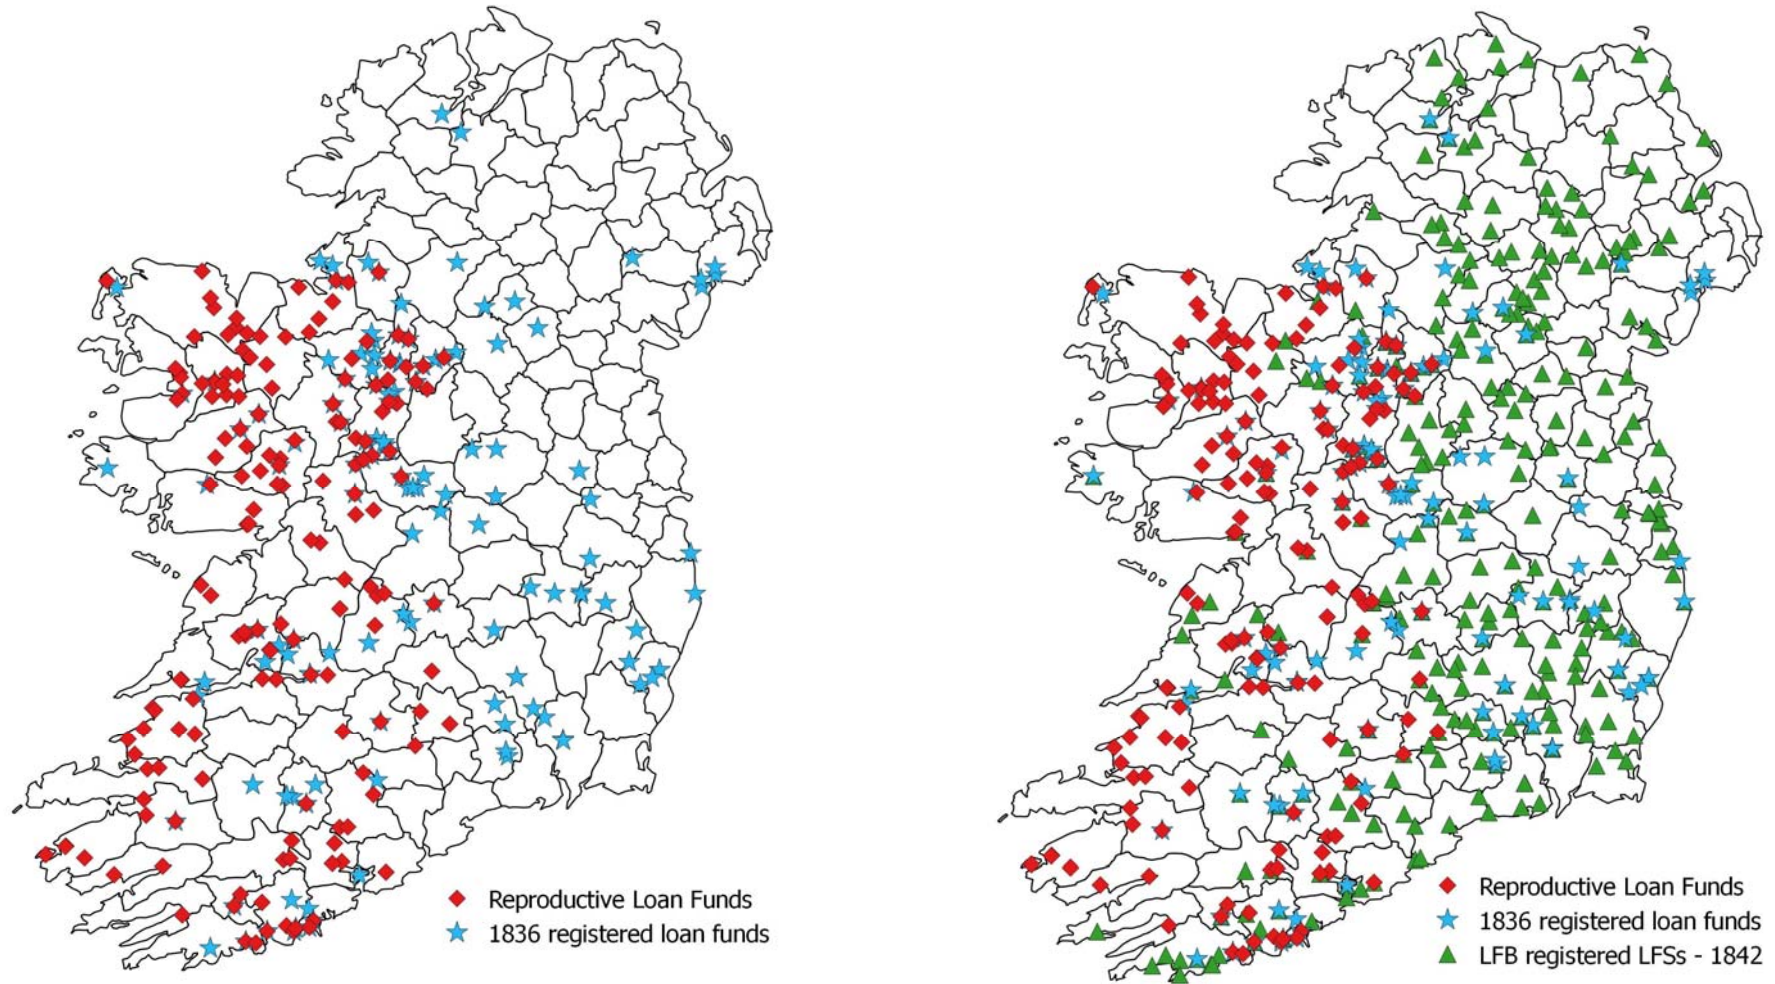 Reproductive Loan Funds
1836 registered loan funds
Reproductive Loan Funds
1836 registered loan funds
LFB registered LFSs - 1842